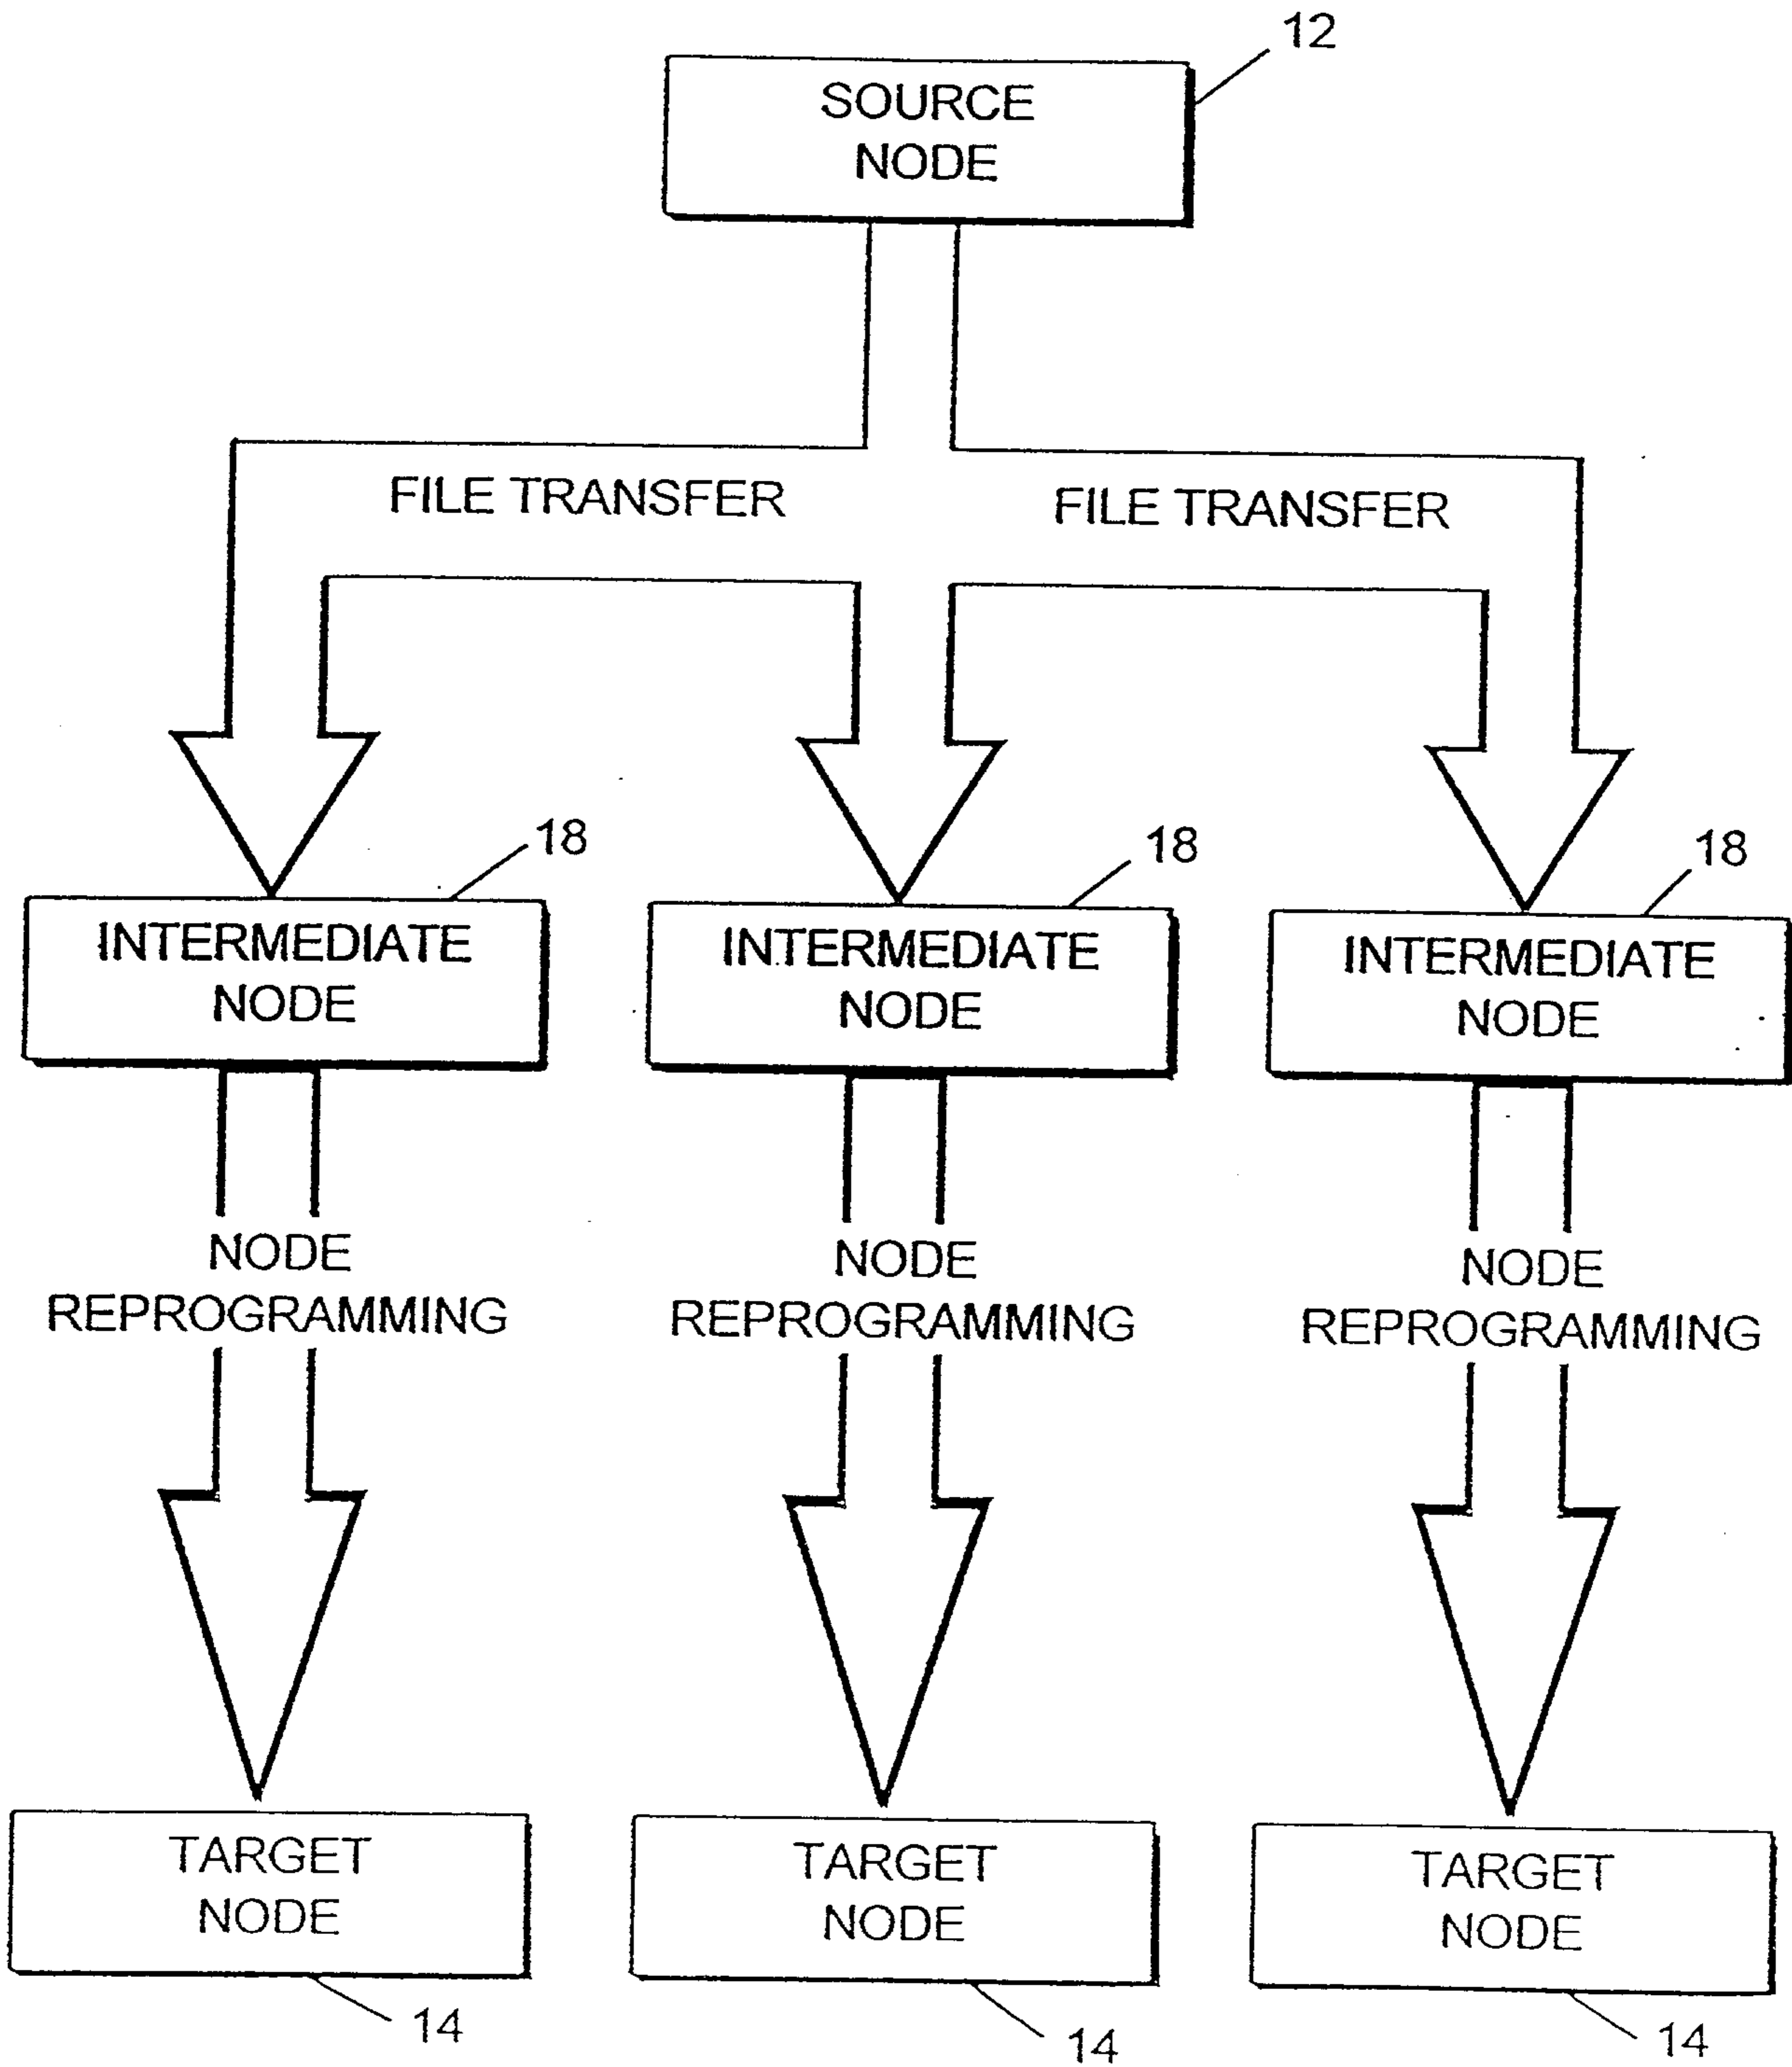 12
SOURCE
NODE
FILE TRANSFER
FILE TRANSFER
18
18
18
INTERMEDIATE
NODE
INTERMEDIATE
NODE
INTERMEDIATE
NODE
NODE
REPROGRAMMING
NODE
REPROGRAMMING
NODE
REPROGRAMMING
TARGET
NODE
TARGET
NODE
TARGET
NODE
14
14
14